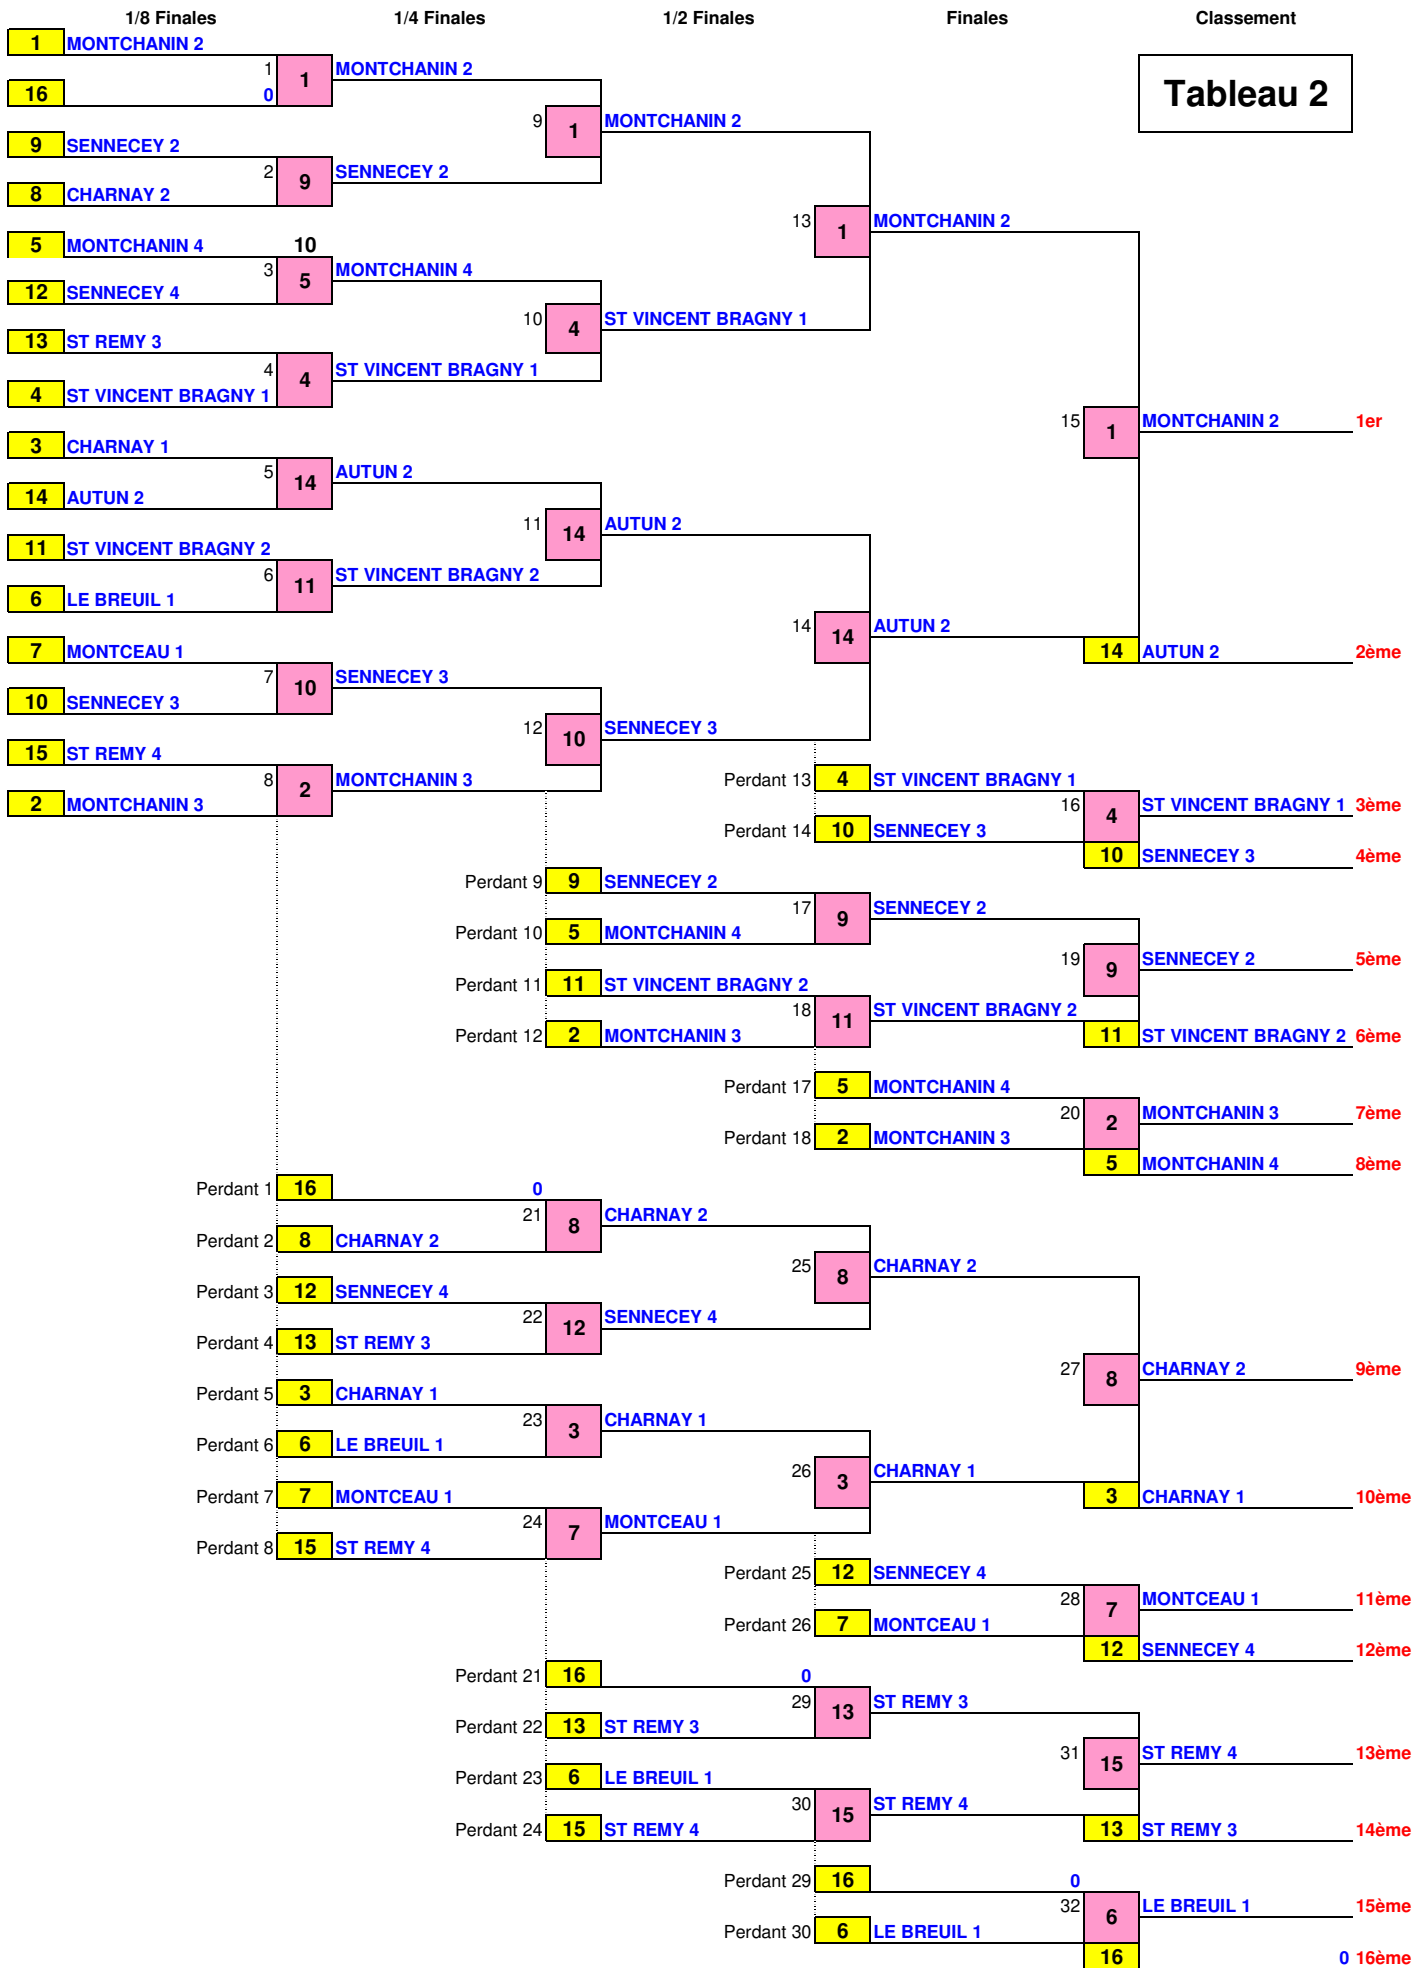 1/8 Finales 1/4 Finales 1/2 Finales Finales Classement
1 MONTCHANIN 2
1 1 MONTCHANIN 2
16 0
Tableau 2
9 1 MONTCHANIN 2
9 SENNECEY 2
2 9 SENNECEY 2
8 CHARNAY 2
13 1 MONTCHANIN 2
5 MONTCHANIN 4 10
3 5 MONTCHANIN 4
12 SENNECEY 4
10 4 ST VINCENT BRAGNY 1
13 ST REMY 3
4 4 ST VINCENT BRAGNY 1
4 ST VINCENT BRAGNY 1
15 1 MONTCHANIN 2 1er
3 CHARNAY 1
5 14 AUTUN 2
14 AUTUN 2
11 14 AUTUN 2
11 ST VINCENT BRAGNY 2
6 11 ST VINCENT BRAGNY 2
6 LE BREUIL 1
14 14 AUTUN 2
7 MONTCEAU 1
14 AUTUN 2 2ème
7 10 SENNECEY 3
10 SENNECEY 3
12 10 SENNECEY 3
15 ST REMY 4
8 2 MONTCHANIN 3
2 MONTCHANIN 3
Perdant 13 4 ST VINCENT BRAGNY 1
16 4 ST VINCENT BRAGNY 1 3ème
Perdant 14 10 SENNECEY 3
10 SENNECEY 3 4ème
Perdant 9 9 SENNECEY 2
17 9 SENNECEY 2
Perdant 10 5 MONTCHANIN 4
19 9 SENNECEY 2 5ème
Perdant 11 11 ST VINCENT BRAGNY 2
18 11 ST VINCENT BRAGNY 2
Perdant 12 2 MONTCHANIN 3
11 ST VINCENT BRAGNY 2 6ème
Perdant 17 5 MONTCHANIN 4
20 2 MONTCHANIN 3 7ème
Perdant 18 2 MONTCHANIN 3
5 MONTCHANIN 4 8ème
Perdant 1 16 0
21 8 CHARNAY 2
Perdant 2 8 CHARNAY 2
25 8 CHARNAY 2
Perdant 3 12 SENNECEY 4
22 12 SENNECEY 4
Perdant 4 13 ST REMY 3
27 8 CHARNAY 2 9ème
Perdant 5 3 CHARNAY 1
23 3 CHARNAY 1
Perdant 6 6 LE BREUIL 1
26 3 CHARNAY 1
Perdant 7 7 MONTCEAU 1
3 CHARNAY 1 10ème
24 7 MONTCEAU 1
Perdant 8 15 ST REMY 4
Perdant 25 12 SENNECEY 4
28 7 MONTCEAU 1 11ème
Perdant 26 7 MONTCEAU 1
12 SENNECEY 4 12ème
Perdant 21 16 0
29 13 ST REMY 3
Perdant 22 13 ST REMY 3
31 15 ST REMY 4 13ème
Perdant 23 6 LE BREUIL 1
30 15 ST REMY 4
Perdant 24 15 ST REMY 4
13 ST REMY 3 14ème
Perdant 29 16 0
32 6 LE BREUIL 1 15ème
Perdant 30 6 LE BREUIL 1
16 0 16ème